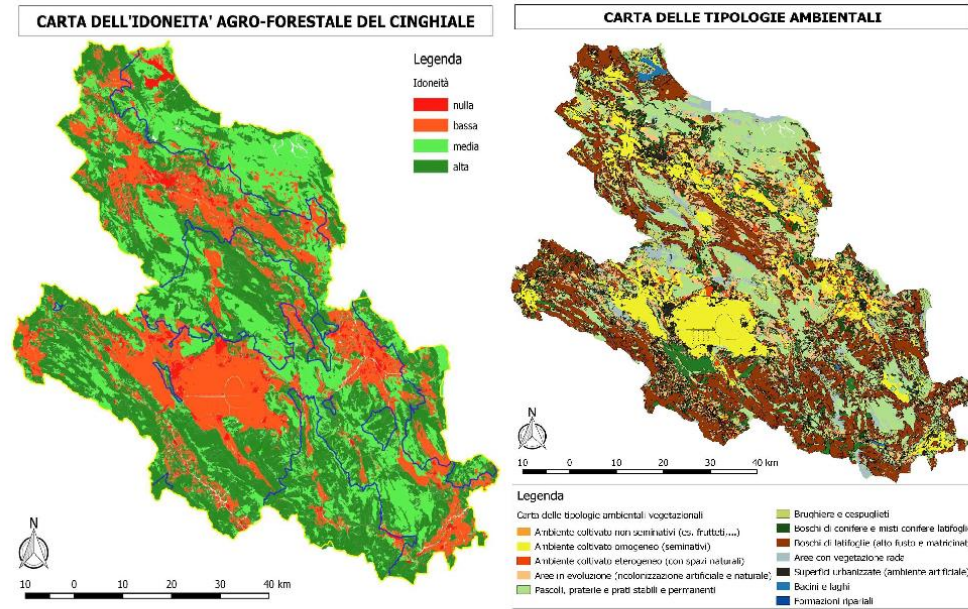 CARTA DELL'IDONEITA' AGRO-FORESTALE DEL CINGHIALE
Legenda
Idoneità
nulla
bassa
media
alta
N
10 0 10 20 30 40 km
CARTA DELLE TIPOLOGIE AMBIENTALI
N
10 0 10 20 30 40 km
Legenda
Carta delle tipologie ambientali vegetazionali
Ambiente coltivato non seminativi (es. frutteti,...)
Ambiente coltivato omogeneo (seminativi)
Ambiente coltivato eterogeneo (con spazi naturali)
Aree in evoluzione (ricolonizzazione artificiale e naturale)
Pascoli, praterie e prati stabili e permanenti
Brughiere e cespuglieti
Boschi di conifere e misti conifere latifoglie
Boschi di latifoglie (alto fusto e matricinati
Aree con vegetazione rada
Superfici urbanizzate (ambiente artificiale)
Bacini e laghi
Formazioni ripariali